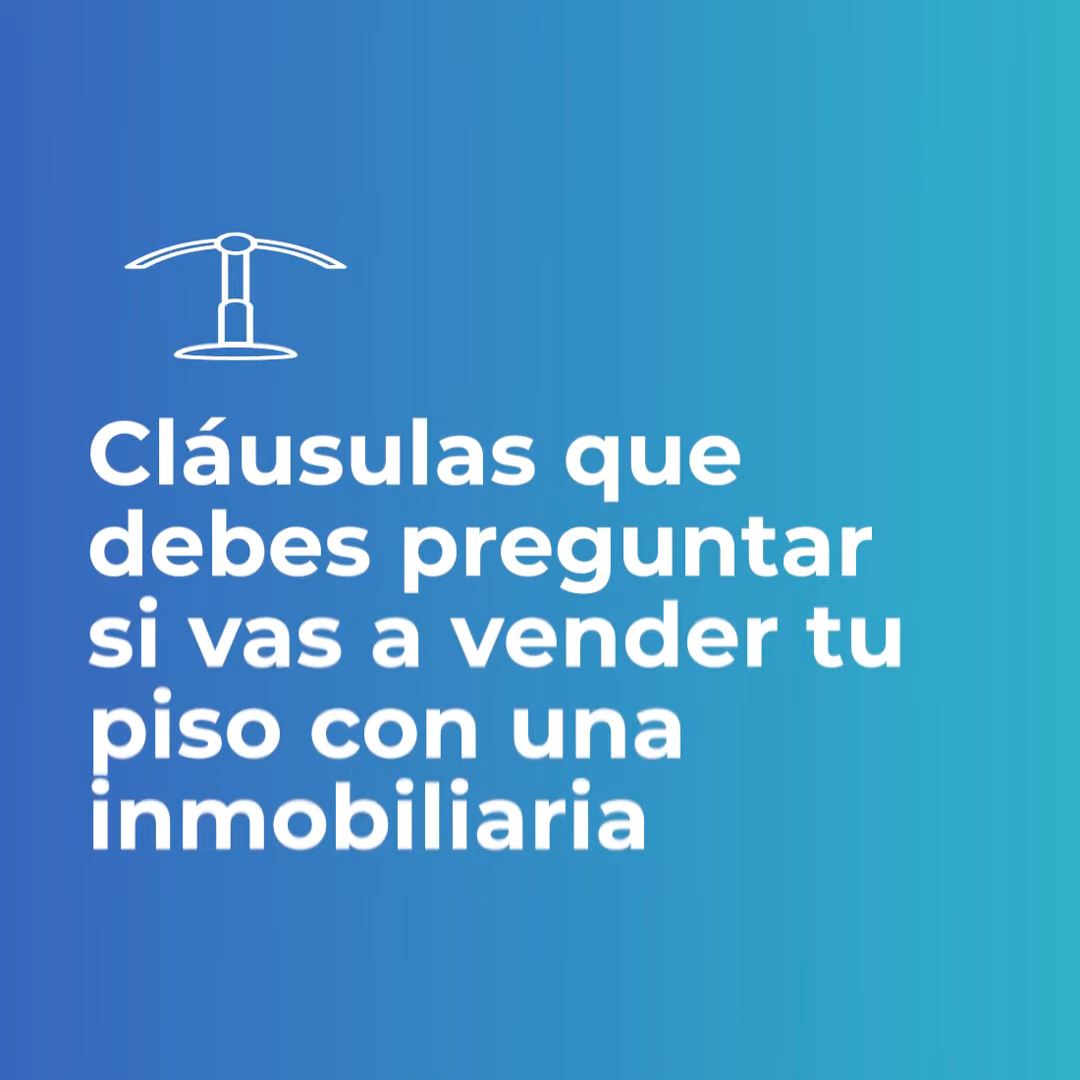 Cláusulas que
debes preguntar
si vas a vender tu
piso con una
inmobiliaria